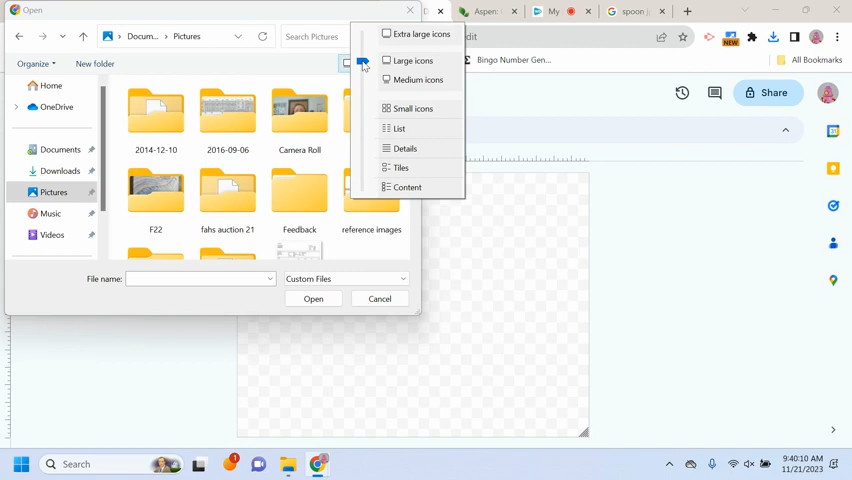 Open
Aspen:
My
spoon j
Docum...
Pictures
Search Pictures
Organize
New folder
Extra large icons
Large icons
Medium icons
Small icons
List
Details
Tiles
Content
edit
NEW
Bingo Number Gen...
All Bookmarks
Share
Home
OneDrive
Documents
Downloads
Pictures
Music
Videos
2014-12-10
2016-09-06
Camera Roll
F22
fahs auction 21
Feedback
reference images
File name:
Custom Files
Open
Cancel
Search
1
9:40:10 AM
11/21/2023